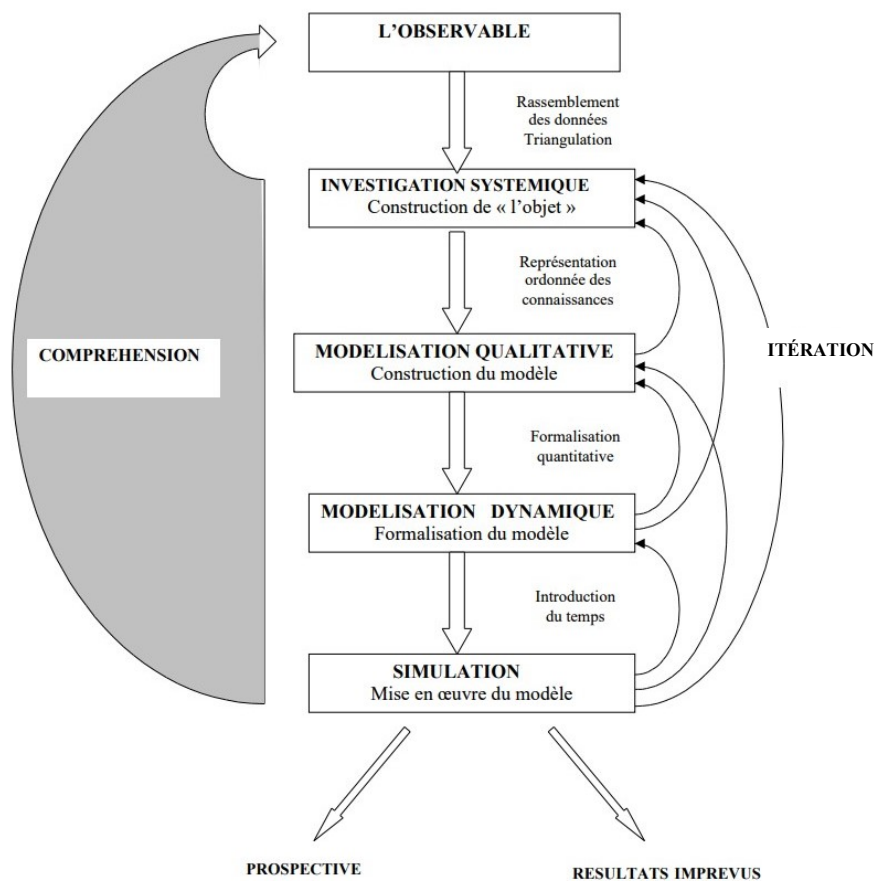 L'OBSERVABLE
Rassemblement
des données
Triangulation
INVESTIGATION SYSTEMIQUE
Construction de « l'objet »
Représentation
ordonnée des
connaissances
COMPREHENSION
MODELISATION QUALITATIVE
Construction du modèle
ITÉRATION
Formalisation
quantitative
MODELISATION DYNAMIQUE
Formalisation du modèle
Introduction
du temps
SIMULATION
Mise en œuvre du modèle
PROSPECTIVE
RESULTATS IMPREVUS